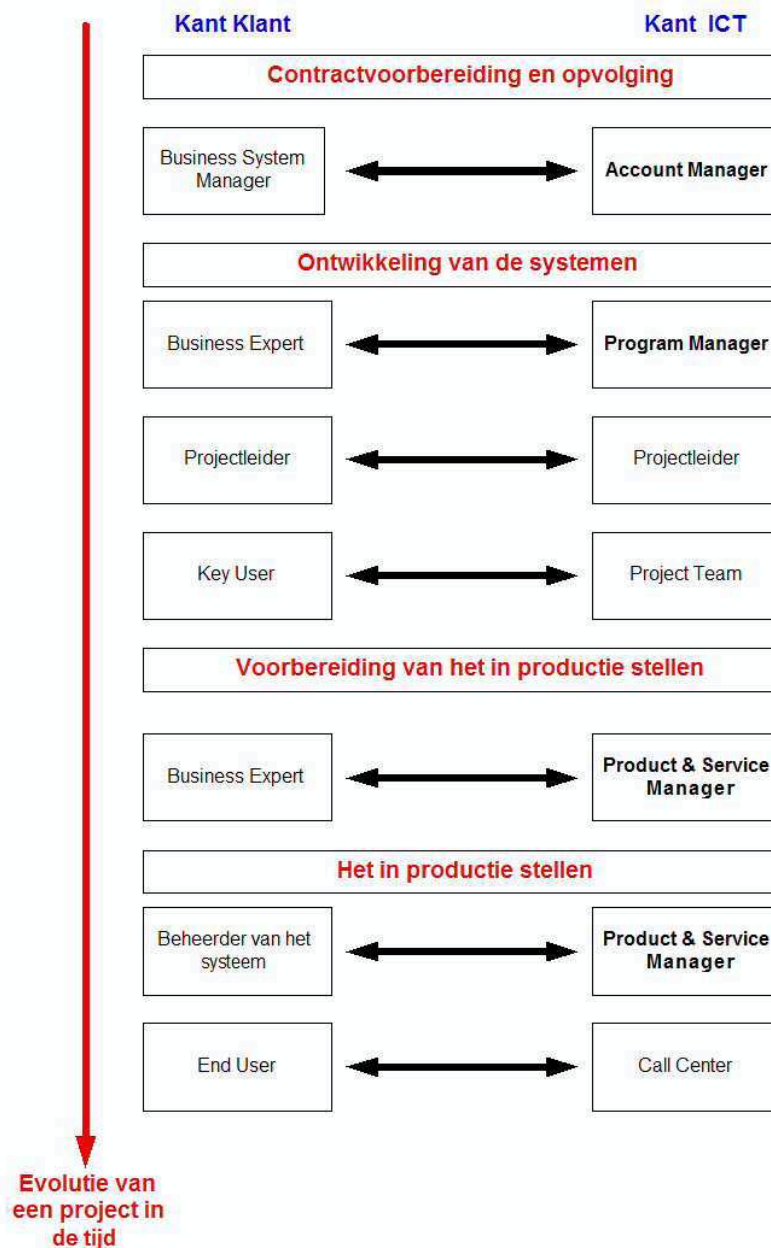 Kant Klant
Kant ICT
Contractvoorbereiding en opvolging
Business System
Manager
Account Manager
Ontwikkeling van de systemen
Business Expert
Program Manager
Projectleider
Projectleider
Key User
Project Team
Voorbereiding van het in productie stellen
Business Expert
Product & Service
Manager
Het in productie stellen
Beheerder van het
systeem
Product & Service
Manager
End User
Call Center
Evolutie van
een project in
de tijd